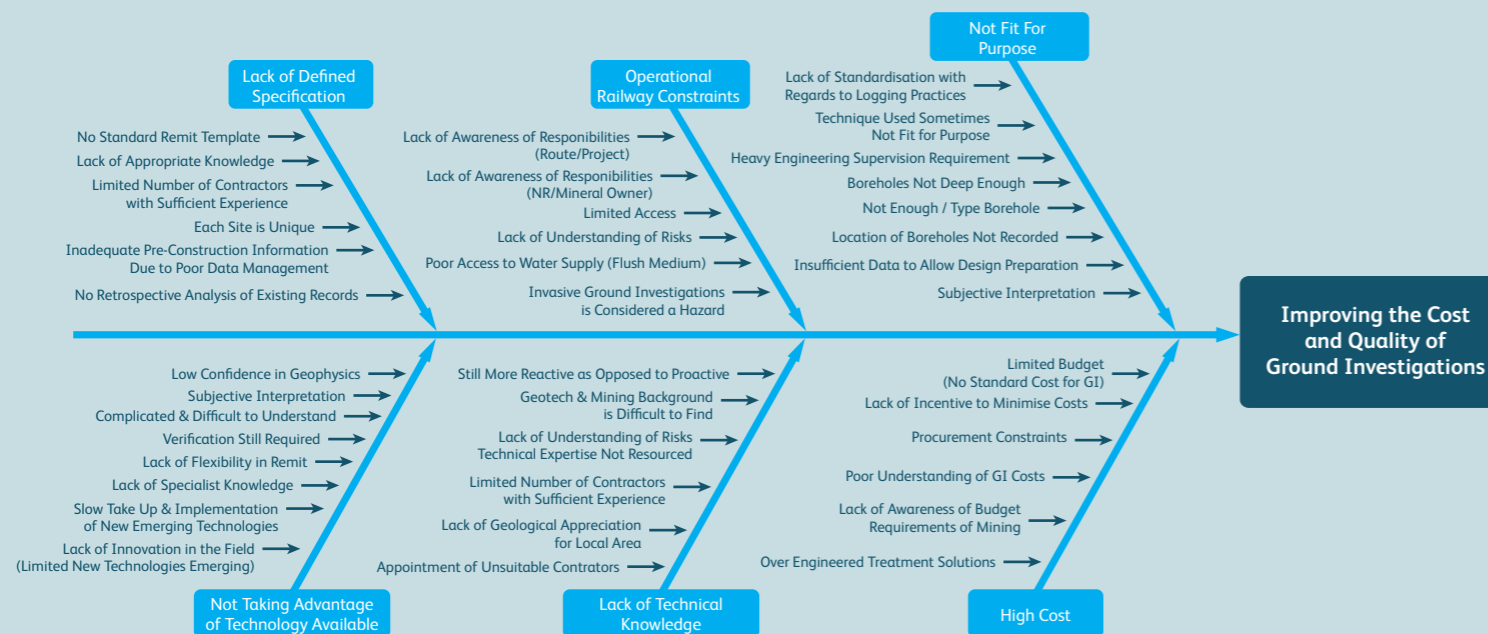 Lack of Defined
Specification
No Standard Remit Template
Lack of Appropriate Knowledge
Limited Number of Contractors
with Sufficient Experience
Each Site is Unique
Inadequate Pre-Construction Information
Due to Poor Data Management
No Retrospective Analysis of Existing Records
Operational
Railway Constraints
Lack of Awareness of Responibilities
(Route/Project)
Lack of Awareness of Responibilities
(NR/Mineral Owner)
Limited Access
Lack of Understanding of Risks
Poor Access to Water Supply (Flush Medium)
Invasive Ground Investigations
is Considered a Hazard
Not Fit For
Purpose
Lack of Standardisation with
Regards to Logging Practices
Technique Used Sometimes
Not Fit for Purpose
Heavy Engineering Supervision Requirement
Boreholes Not Deep Enough
Not Enough / Type Borehole
Location of Boreholes Not Recorded
Insufficient Data to Allow Design Preparation
Subjective Interpretation
Improving the Cost
and Quality of
Ground Investigations
Low Confidence in Geophysics
Subjective Interpretation
Complicated & Difficult to Understand
Verification Still Required
Lack of Flexibility in Remit
Lack of Specialist Knowledge
Slow Take Up & Implementation
of New Emerging Technologies
Lack of Innovation in the Field
(Limited New Technologies Emerging)
Not Taking Advantage
of Technology Available
Still More Reactive as Opposed to Proactive
Geotech & Mining Background
is Difficult to Find
Lack of Understanding of Risks
Technical Expertise Not Resourced
Limited Number of Contractors
with Sufficient Experience
Lack of Geological Appreciation
for Local Area
Appointment of Unsuitable Contrators
Lack of Technical
Knowledge
Limited Budget
(No Standard Cost for GI)
Lack of Incentive to Minimise Costs
Procurement Constraints
Poor Understanding of GI Costs
Lack of Awareness of Budget
Requirements of Mining
Over Engineered Treatment Solutions
High Cost